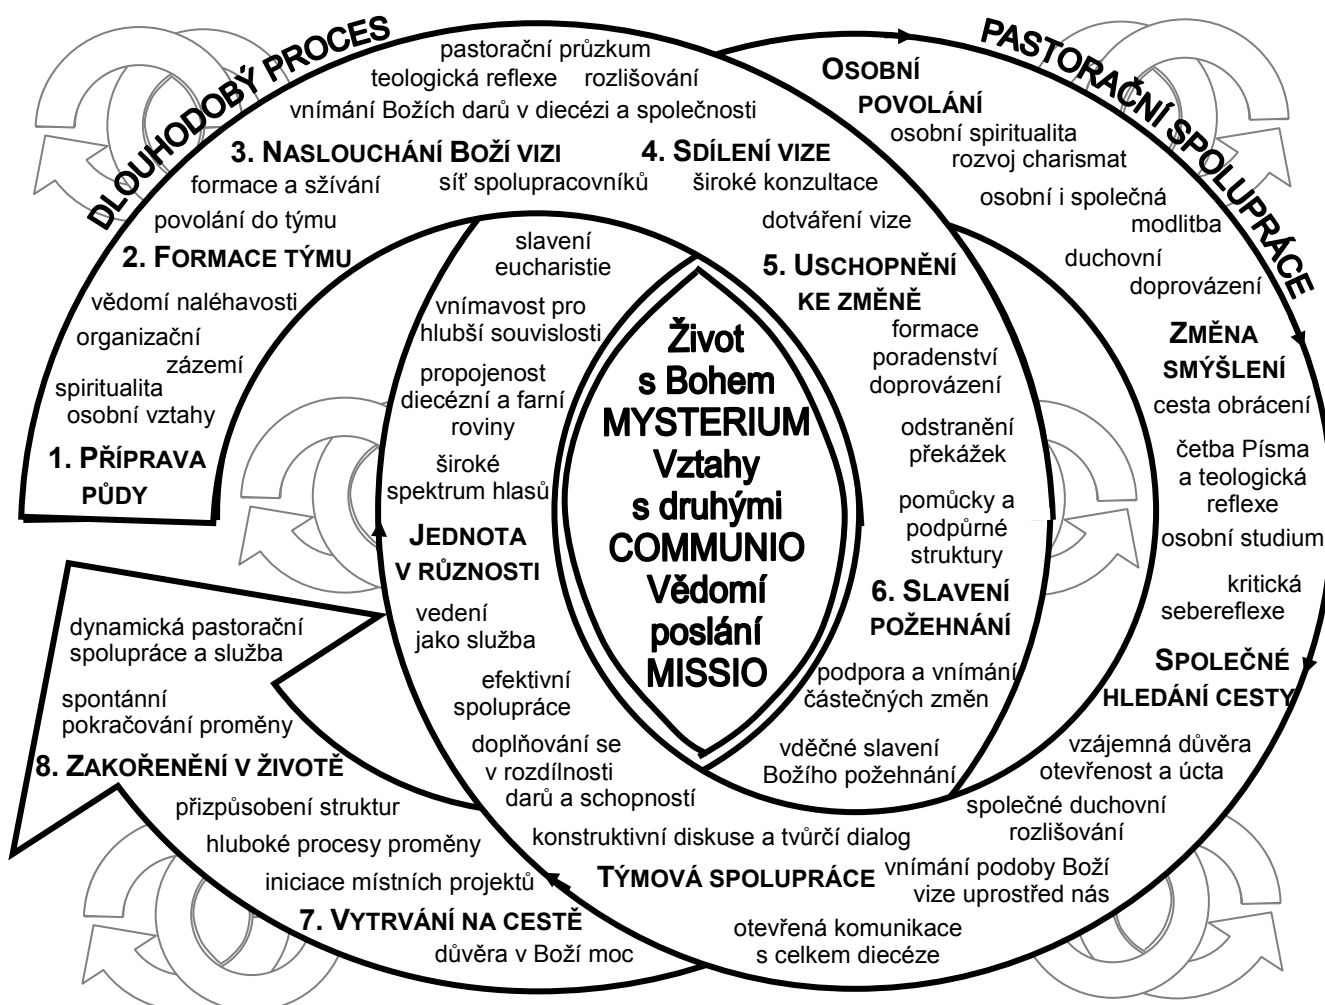 DLOUHODOBÝ PROCES
pastorační průzkum
teologická reflexe rozlišování
vnímání Božích darů v diecézi a společnosti
3. NASLOUCHÁNÍ BOŽÍ VIZI
formace a sžívání
síť spolupracovníků
povolání do týmu
2. FORMACE TÝMU
vědomí naléhavosti
organizační
zázemí
spiritualita
osobní vztahy
1. PŘÍPRAVA
PŮDY
4. SDÍLENÍ VIZE
široké konzultace
dotváření vize
5. USCHOPNĚNÍ
KE ZMĚNĚ
formace
poradenství
doprovázení
odstranění
překážek
pomůcky a
podpůrné
struktury
6. SLAVENÍ
POŽEHNÁNÍ
podpora a vnímání
částečných změn
vděčné slavení
Božího požehnání
PASTORAČNÍ SPOLUPRÁCE
OSOBNÍ
POVOLÁNÍ
osobní spiritualita
rozvoj charismat
osobní i společná
modlitba
duchovní
doprovázení
ZMĚNA
SMÝŠLENÍ
cesta obrácení
četba Písma
a teologická
reflexe
osobní studium
kritická
sebereflexe
SPOLEČNÉ
HLEDÁNÍ CESTY
vzájemná důvěra
otevřenost a úcta
společné duchovní
rozlišování
vnímání podoby Boží
vize uprostřed nás
slavení
eucharistie
vnímavost pro
hlubší souvislosti
propojenost
diecézní a farní
roviny
široké
spektrum hlasů
JEDNOTA
V RŮZNOSTI
vedení
jako služba
efektivní
spolupráce
doplňování se
v rozdílnosti
darů a schopností
konstruktivní diskuse a tvůrčí dialog
TÝMOVÁ SPOLUPRÁCE
otevřená komunikace
s celkem diecéze
Život
s Bohem
MYSTERIUM
Vztahy
s druhými
COMMUNIO
Vědomí
poslání
MISSIO
dynamická pastorační
spolupráce a služba
spontánní
pokračování proměny
8. ZAKOŘENĚNÍ V ŽIVOTĚ
přizpůsobení struktur
hluboké procesy proměny
iniciace místních projektů
7. VYTRVÁNÍ NA CESTĚ
důvěra v Boží moc